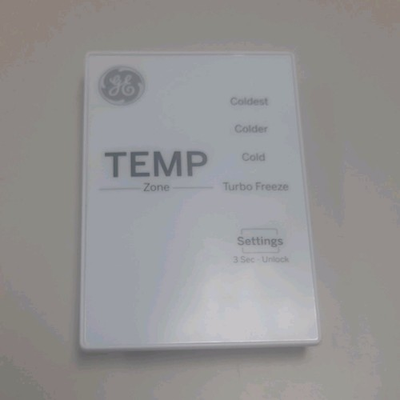 GE
Coldest
Colder
TEMP
Cold
Zone
Turbo Freeze
Settings
3 Sec - Unlock